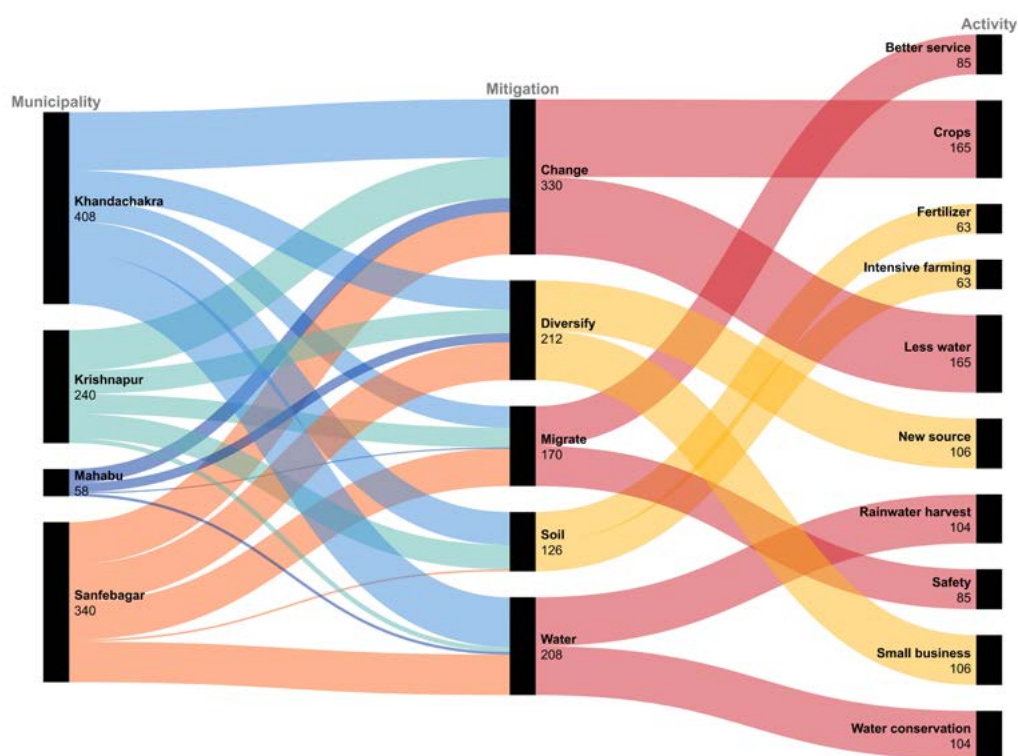 Municipality
Khandachakra
408
Krishnapur
240
Mahabu
58
Sanfebagar
340
Mitigation
Change
330
Diversify
212
Migrate
170
Soil
126
Water
208
Activity
Better service
85
Crops
165
Fertilizer
63
Intensive farming
63
Less water
165
New source
106
Rainwater harvest
104
Safety
85
Small business
106
Water conservation
104